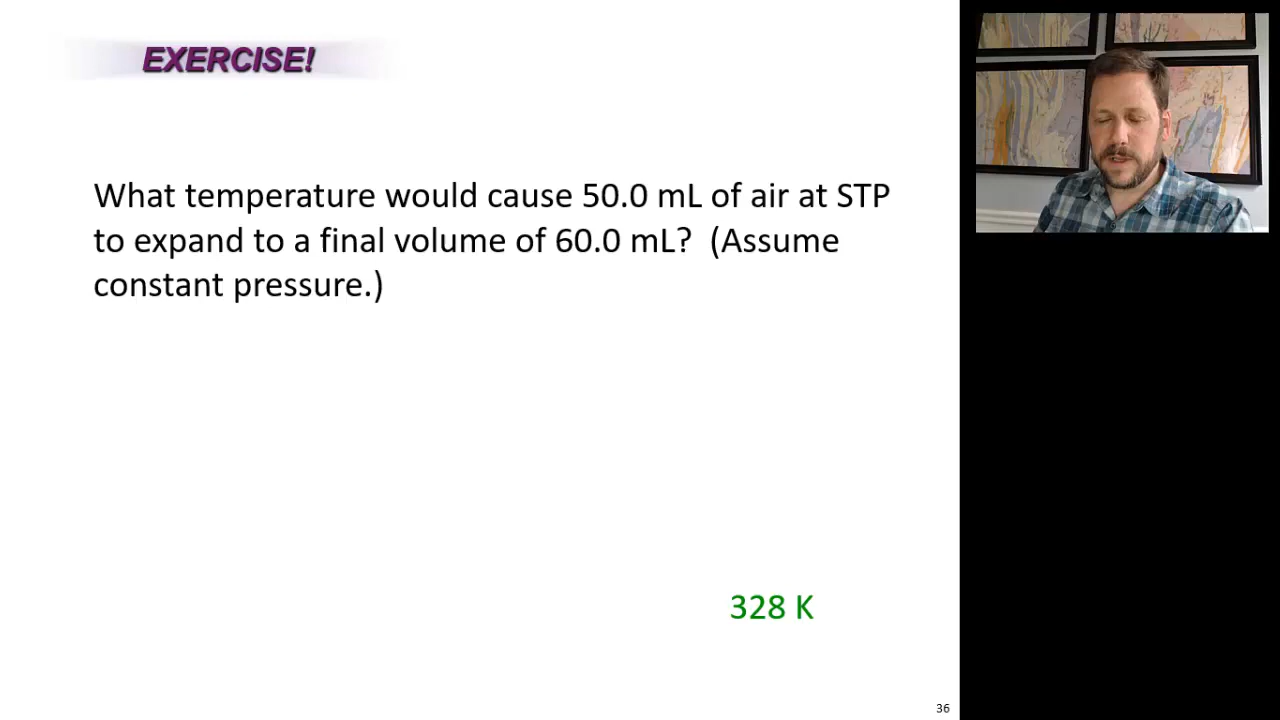 EXERCISE!
What temperature would cause 50.0 mL of air at STP
to expand to a final volume of 60.0 mL?  (Assume
constant pressure.)
328 K
36